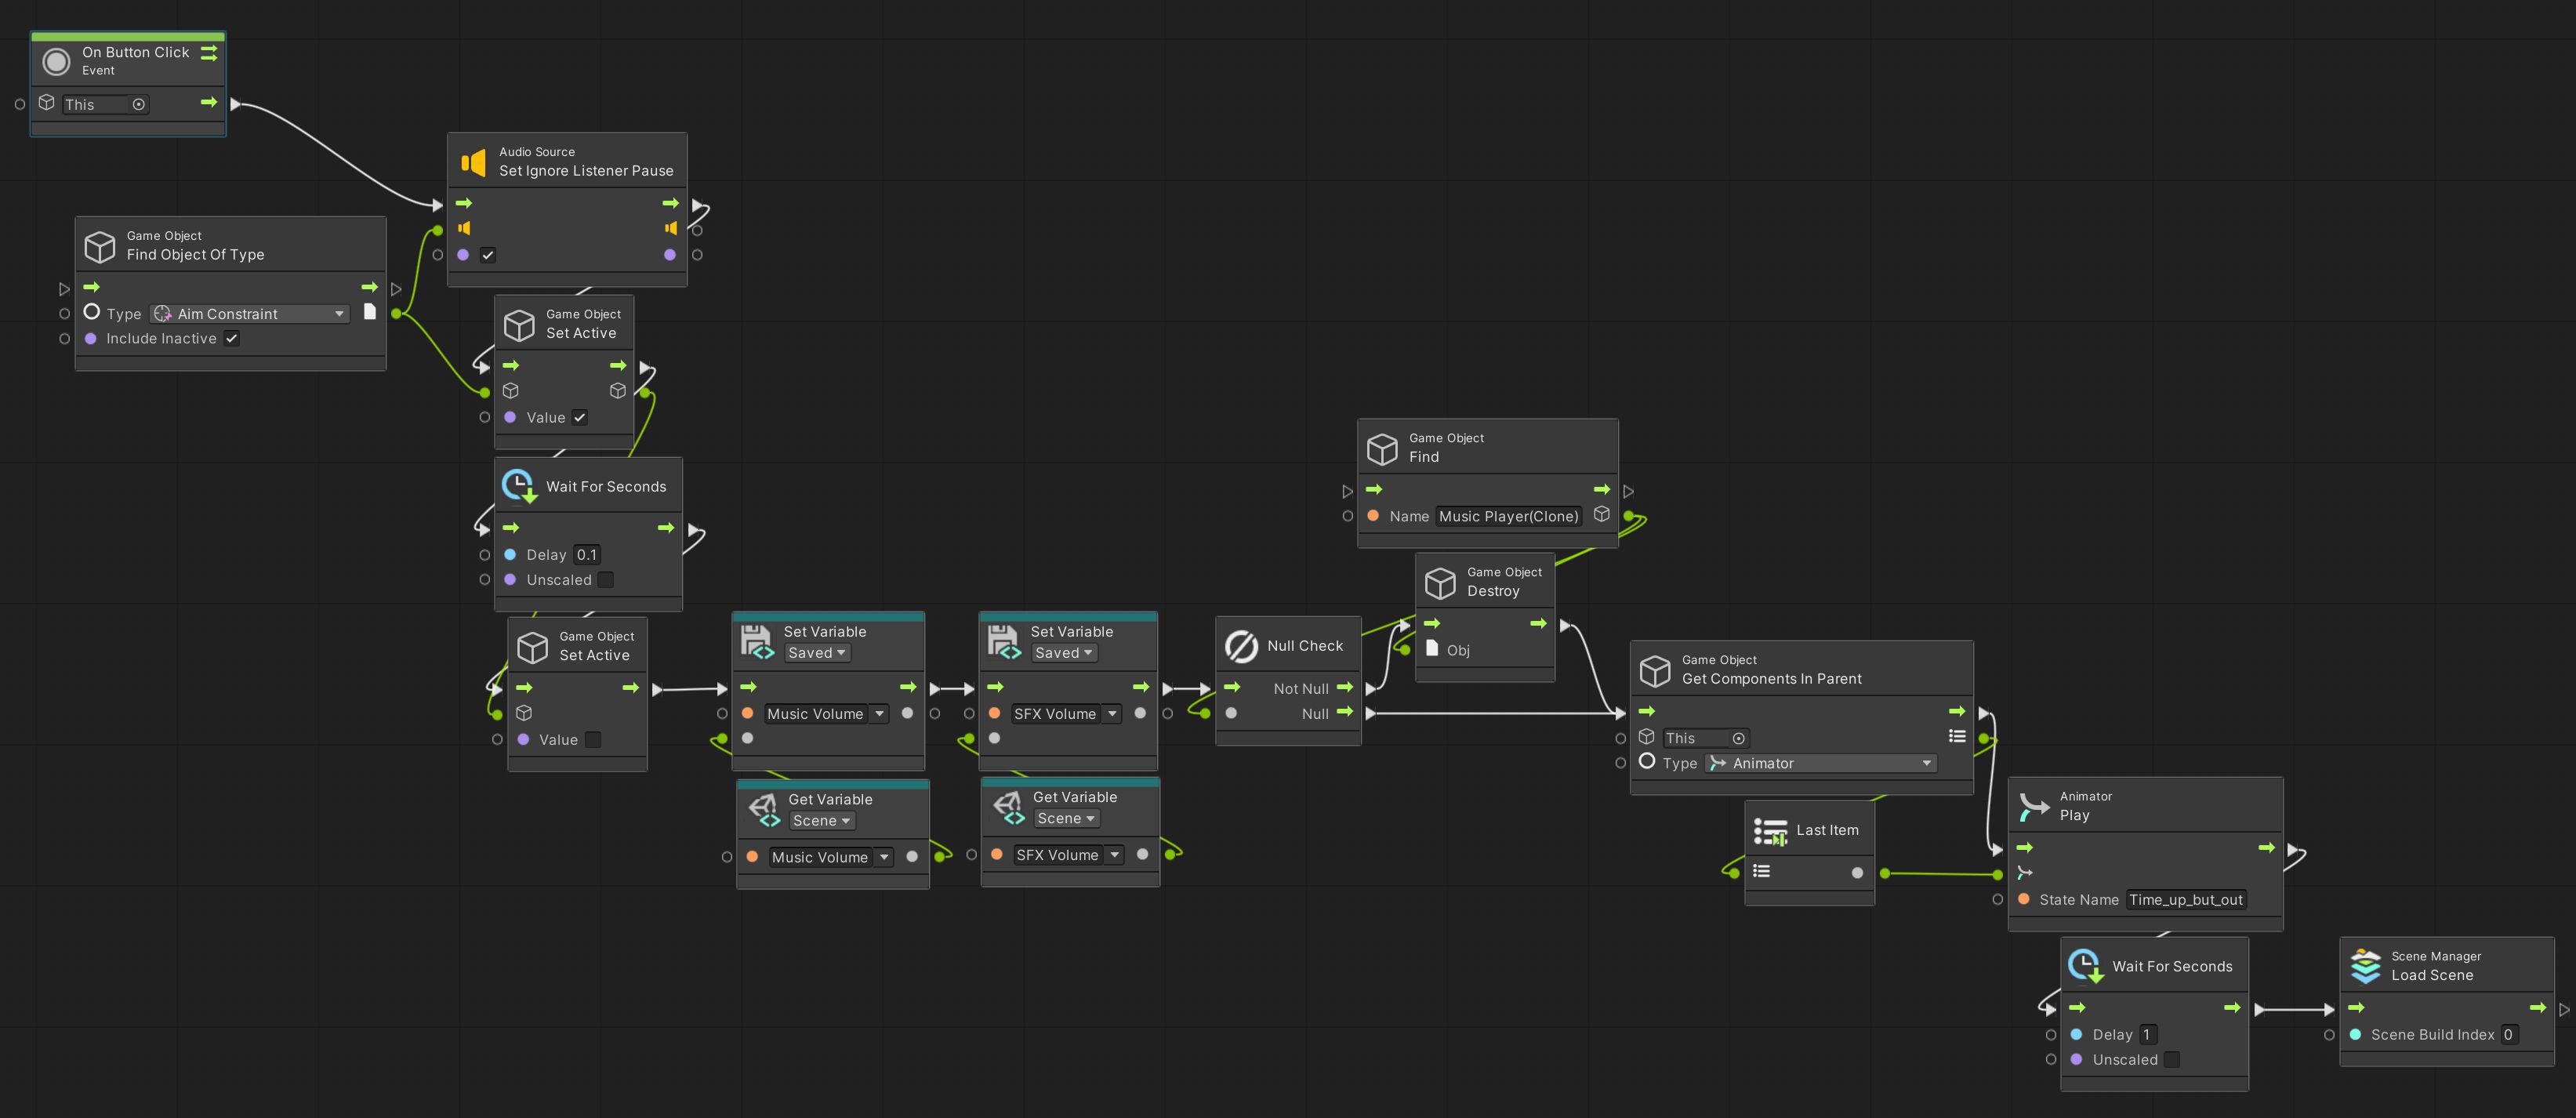 On Button Click
Event
This
Audio Source
Set Ignore Listener Pause
Game Object
Find Object Of Type
Type Aim Constraint
Include Inactive
Game Object
Set Active
Value
Wait For Seconds
Delay 0.1
Unscaled
Game Object
Set Active
Value
Set Variable
Saved
Music Volume
Get Variable
Scene
Music Volume
Set Variable
Saved
SFX Volume
Get Variable
Scene
SFX Volume
Null Check
Not Null
Null
Game Object
Find
Name Music Player(Clone)
Game Object
Destroy
Obj
Game Object
Get Components In Parent
This
Type Animator
Last Item
Animator
Play
State Name Time_up_but_out
Wait For Seconds
Delay 1
Unscaled
Scene Manager
Load Scene
Scene Build Index 0